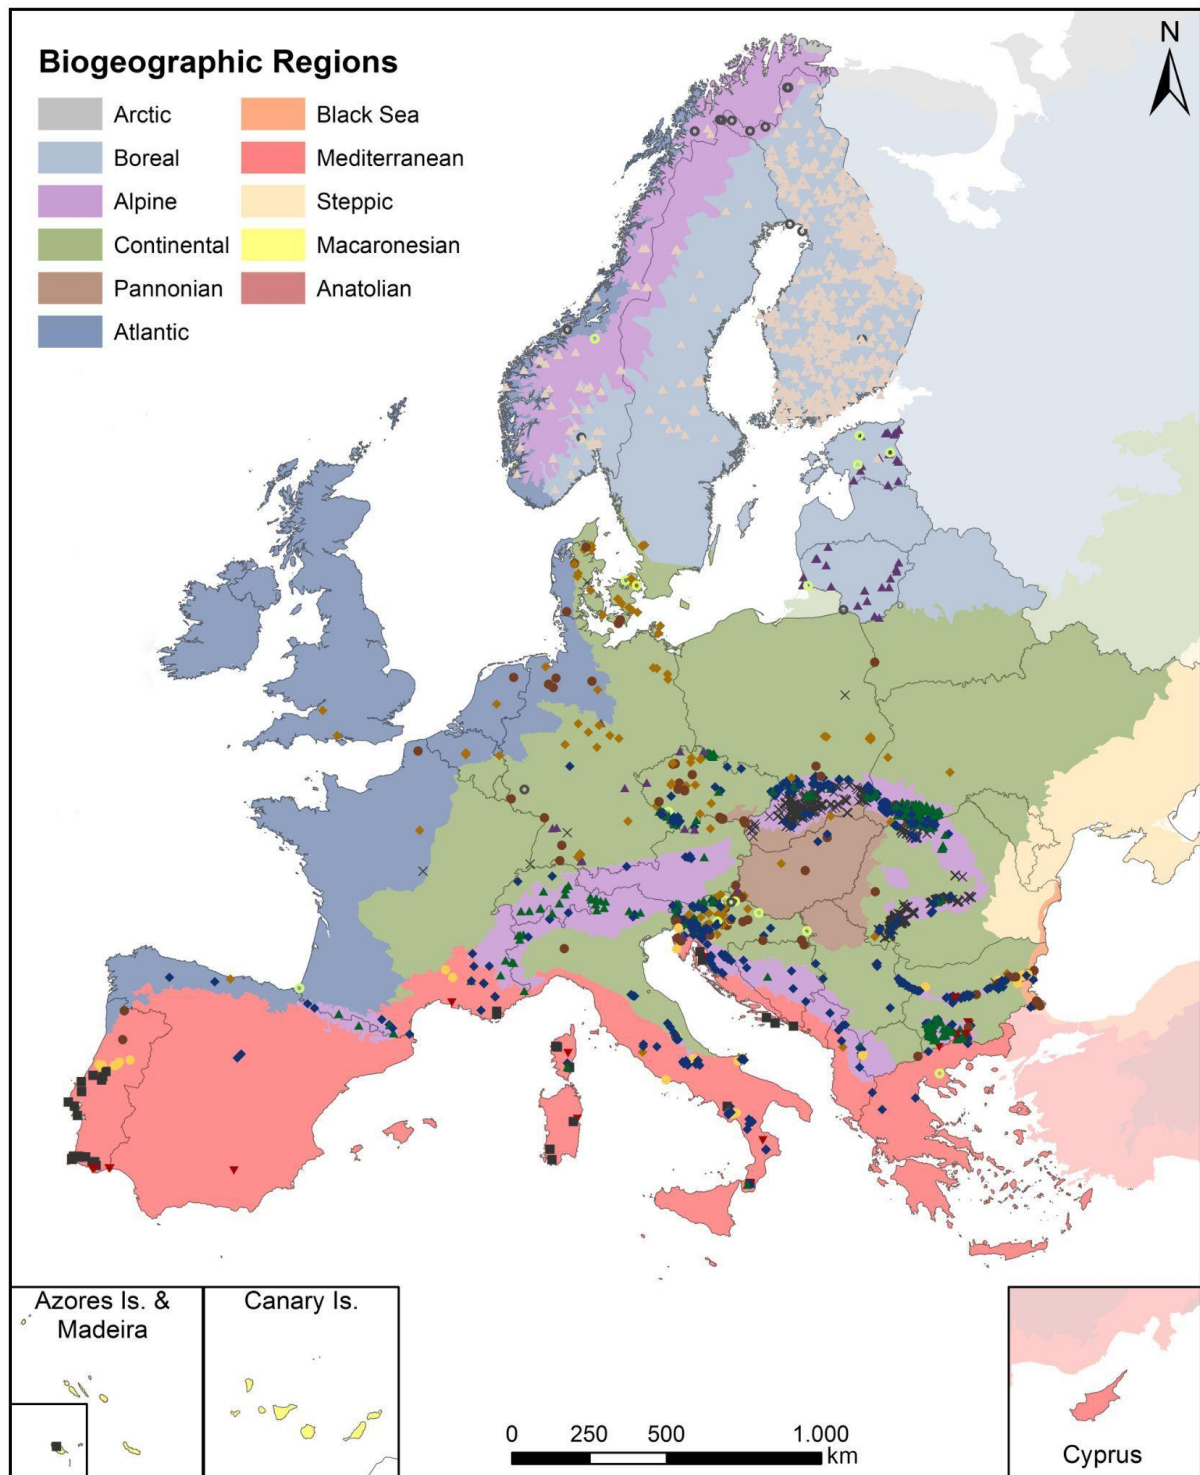 N
Biogeographic Regions
Arctic
Boreal
Alpine
Continental
Pannonian
Atlantic
Black Sea
Mediterranean
Steppic
Macaronesian
Anatolian
Azores Is. &
Madeira
Canary Is.
0 250 500 1.000
km
Cyprus